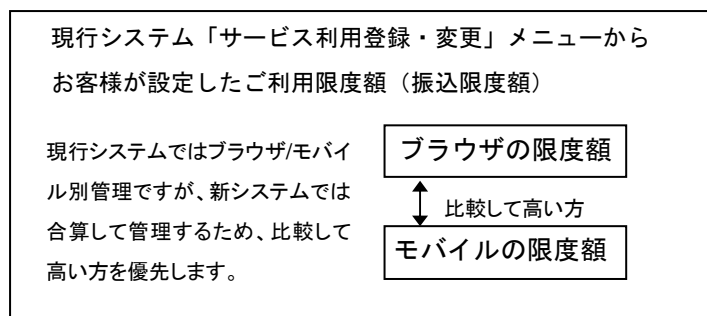 現行システム「サービス利用登録・変更」メニューから
お客様が設定したご利用限度額（振込限度額）
現行システムではブラウザ/モバイ
ル別管理ですが、新システムでは
合算して管理するため、比較して
高い方を優先します。
ブラウザの限度額
比較して高い方
モバイルの限度額